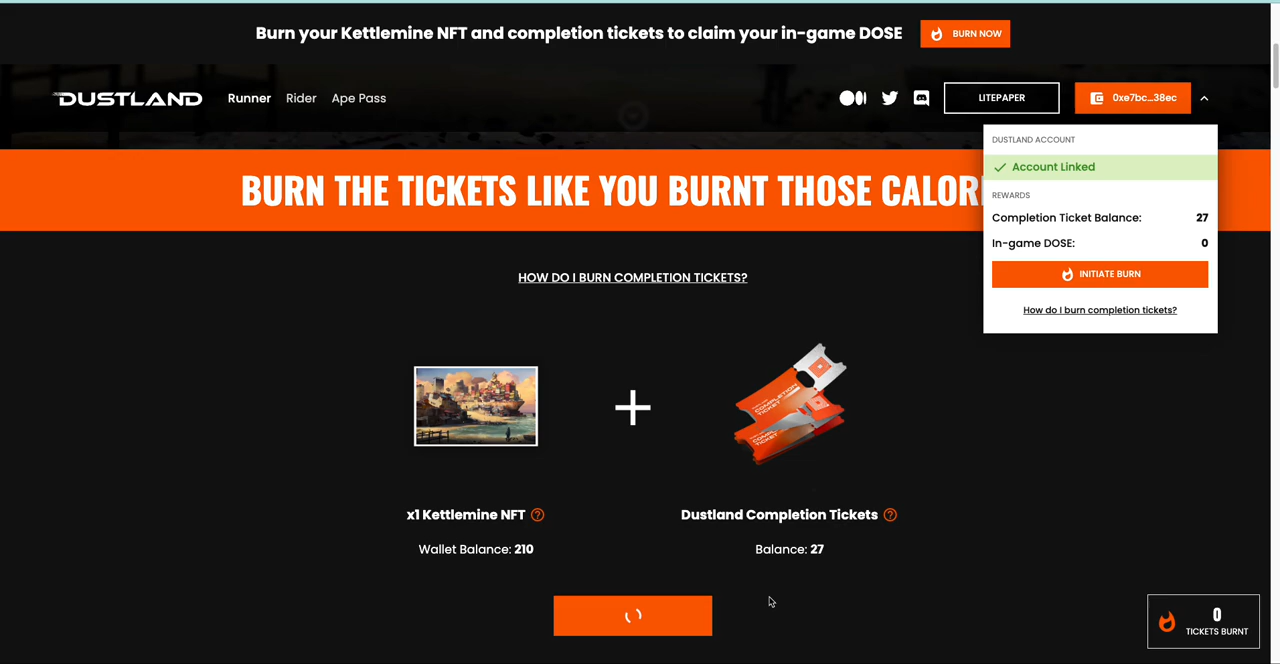 Burn your Kettlemine NFT and completion tickets to claim your in-game DOSE
BURN NOW
DUSTLAND
Runner
Rider
Ape Pass
LITEPAPER
0xe7bc...38ec
DUSTLAND ACCOUNT
Account Linked
REWARDS
Completion Ticket Balance: 27
In-game DOSE: 0
INITIATE BURN
How do I burn completion tickets?
BURN THE TICKETS LIKE YOU BURNT THOSE CALOR
HOW DO I BURN COMPLETION TICKETS?
COMPLETION
TICKET
x1 Kettlemine NFT ?
Dustland Completion Tickets ?
Wallet Balance: 210
Balance: 27
0
TICKETS BURNT